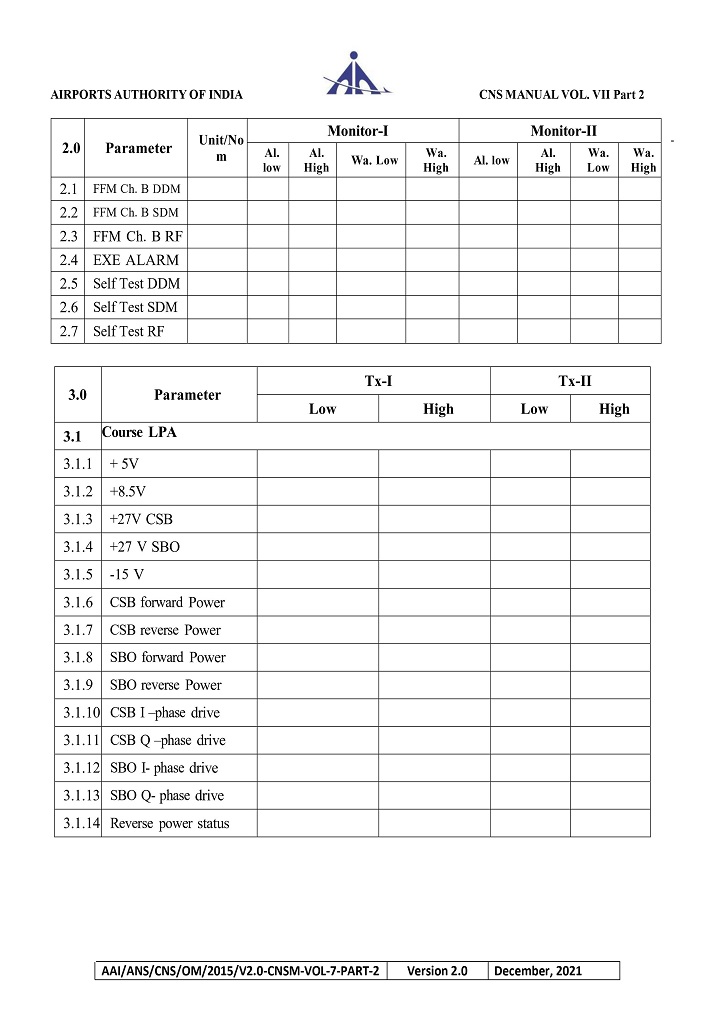 AIRPORTS AUTHORITY OF INDIA CNS MANUAL VOL. VII Part 2
2.0 Parameter Unit/No
m Monitor-I Monitor-II
Al.
low Al.
High Wa. Low Wa.
High Al. low Al.
High Wa.
Low Wa.
High
2.1 FFM Ch. B DDM
2.2 FFM Ch. B SDM
2.3 FFM Ch. B RF
2.4 EXE ALARM
2.5 Self Test DDM
2.6 Self Test SDM
2.7 Self Test RF
3.0 Parameter Tx-I Tx-II
Low High Low High
3.1 Course LPA
3.1.1 + 5V
3.1.2 +8.5V
3.1.3 +27V CSB
3.1.4 +27 V SBO
3.1.5 -15 V
3.1.6 CSB forward Power
3.1.7 CSB reverse Power
3.1.8 SBO forward Power
3.1.9 SBO reverse Power
3.1.10 CSB I –phase drive
3.1.11 CSB Q –phase drive
3.1.12 SBO I- phase drive
3.1.13 SBO Q- phase drive
3.1.14 Reverse power status
AAI/ANS/CNS/OM/2015/V2.0-CNSM-VOL-7-PART-2 Version 2.0 December, 2021